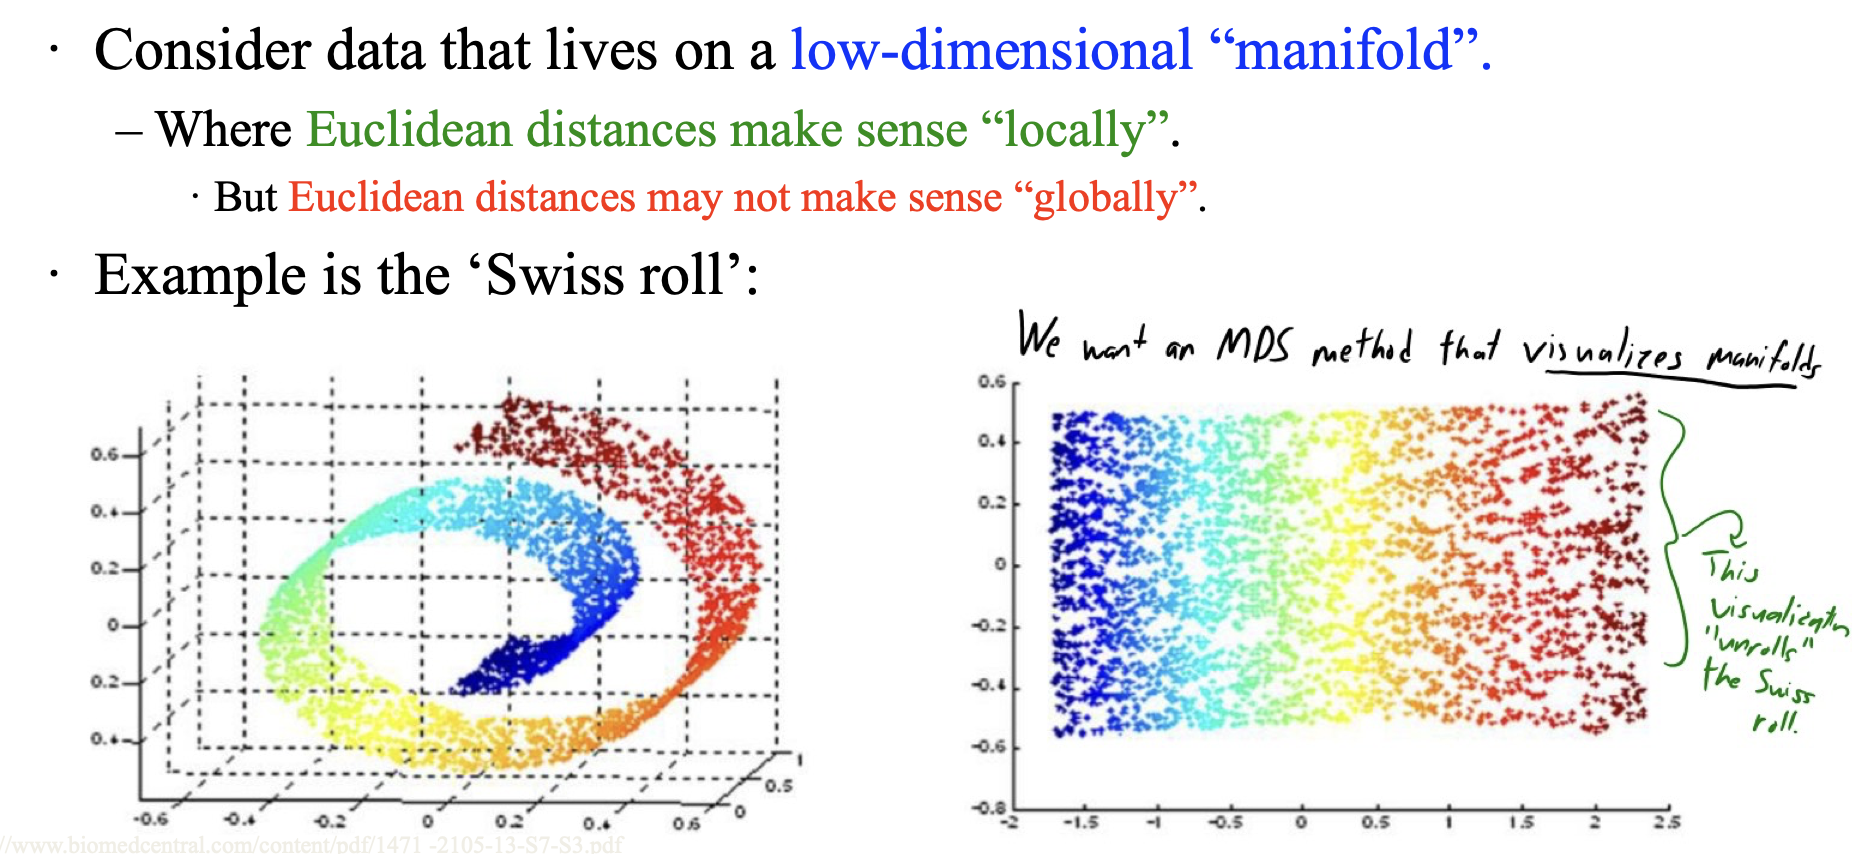 · Consider data that lives on a low-dimensional “manifold”.
– Where Euclidean distances make sense “locally”.
· But Euclidean distances may not make sense “globally”.
· Example is the ‘Swiss roll’:
We want an MDS method that visualizes manifolds
0.6
0.4
0.2
0
0.2
0.4
-0.6 -0.4 -0.2 0 0.2 0.4 0.6
0
0.5
1
0.6
0.4
0.2
0
-0.2
-0.4
-0.6
-0.8
-2 -1.5 -1 -0.5 0 0.5 1 1.5 2 2.5
This
visualization
"unrolls"
the Swiss
roll.
//www.biomedcentral.com/content/pdf/1471 -2105-13-S7-S3.pdf